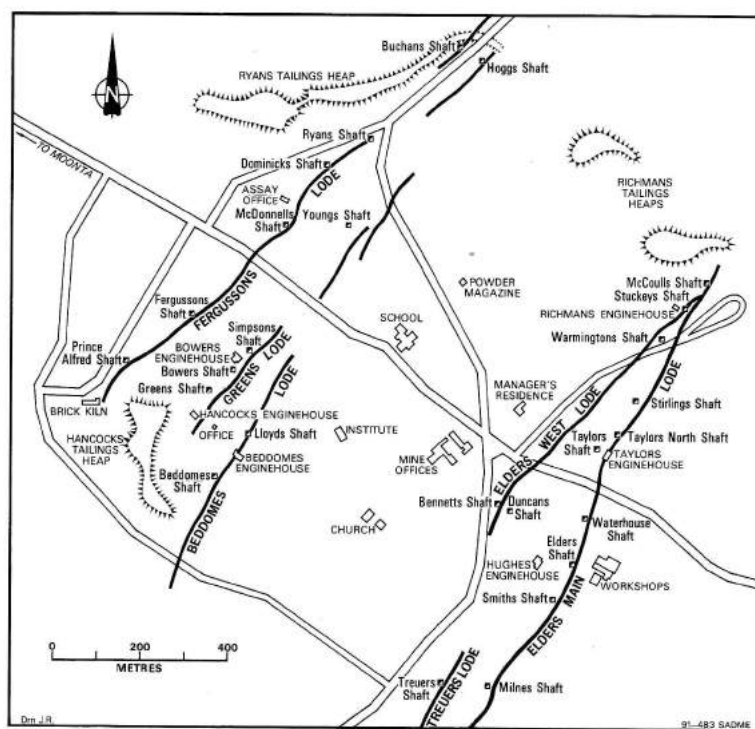 Buchans Shaft
Hoggs Shaft
RYANS TAILINGS HEAP
N
TO MOONTA
Ryans Shaft
Dominicks Shaft
LODE
ASSAY
OFFICE
McDonnells
Shaft
Youngs Shaft
RICHMANS
TAILINGS
HEAPS
FERGUSSONS
POWDER
MAGAZINE
McCoulls Shaft
Stuckeys Shaft
RICHMANS ENGINEHOUSE
Fergussons
Shaft
SCHOOL
Warmingtons Shaft
Simpsons
Shaft
BOWERS
ENGINEHOUSE
Prince
Alfred Shaft
Bowers Shaft
GREENS LODE
LODE
Greens Shaft
BRICK KILN
MANAGER'S
RESIDENCE
LODE
Stirlings Shaft
HANCOCKS ENGINEHOUSE
OFFICE
Lloyds Shaft
INSTITUTE
HANCOCKS
TAILINGS
HEAP
BEDDOMES
ENGINEHOUSE
MINE
OFFICES
ELDERS WEST LODE
Taylors
Shaft
Taylors North Shaft
TAYLORS
ENGINEHOUSE
Beddomes
Shaft
BEDDOMES
Bennetts Shaft
Duncans
Shaft
CHURCH
Waterhouse
Shaft
Elders
Shaft
HUGHES
ENGINEHOUSE
WORKSHOPS
Smiths Shaft
ELDERS MAIN
0 200 400
METRES
Treuers
Shaft
TREUERS LODE
Milnes Shaft
Drn J.R.
91-483 SADME